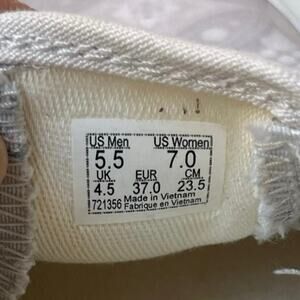 US Men US Women
5.5 7.0
UK EUR CM
4.5 37.0 23.5
Made in Vietnam
721356 Fabrique en Vietnam